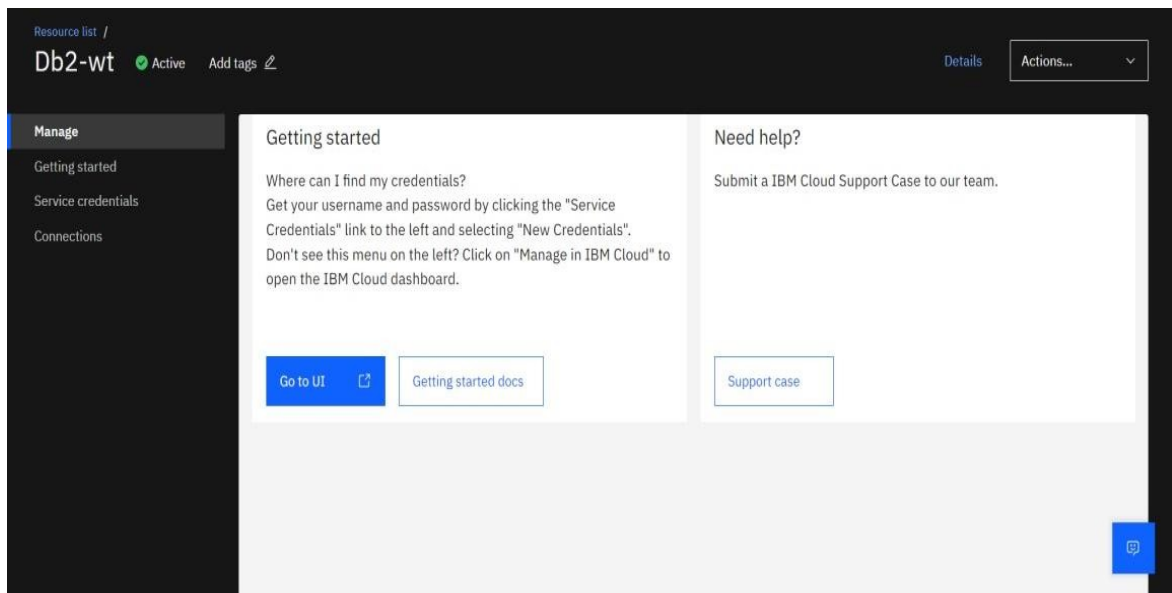 Resource list /
Db2-wt Active Add tags
Details Actions...
Manage
Getting started
Service credentials
Connections
Getting started
Where can I find my credentials?
Get your username and password by clicking the "Service
Credentials" link to the left and selecting "New Credentials".
Don't see this menu on the left? Click on "Manage in IBM Cloud" to
open the IBM Cloud dashboard.
Go to UI
Getting started docs
Need help?
Submit a IBM Cloud Support Case to our team.
Support case